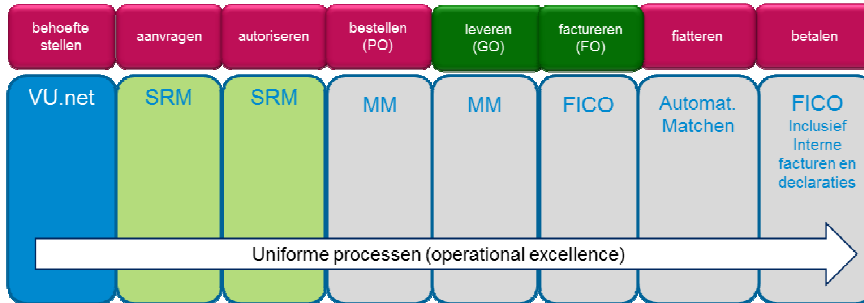 behoefte
stellen
aanvragen
autoriseren
bestellen
(PO)
leveren
(GO)
factureren
(FO)
fiatteren
betalen
VU.net
SRM
SRM
MM
MM
FICO
Automat.
Matchen
FICO
Inclusief
Interne
facturen en
declaraties
Uniforme processen (operational excellence)